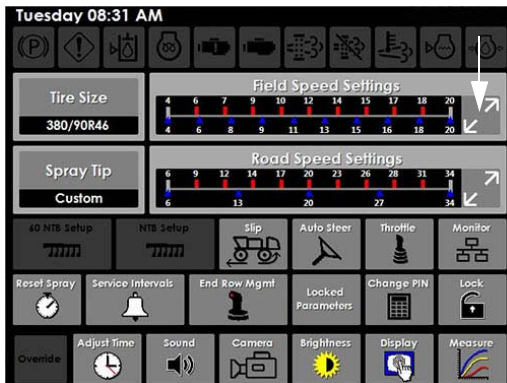 Tuesday 08:31 AM
(P)
Tire Size
380/90R46
Field Speed Settings
4 6 7 9 10 12 14 15 17 18 20
4 6 8 9 11 13 15 16 18 20
Spray Tip
Custom
Road Speed Settings
6 9 12 14 17 20 23 26 28 31 34
6 13 20 27 34
60 NTB Setup
NTB Setup
Slip
Auto Steer
Throttle
Monitor
Reset Spray
Service Intervals
End Row Mgmt
Locked
Parameters
Change PIN
Lock
Override
Adjust Time
Sound
Camera
Brightness
Display
Measure